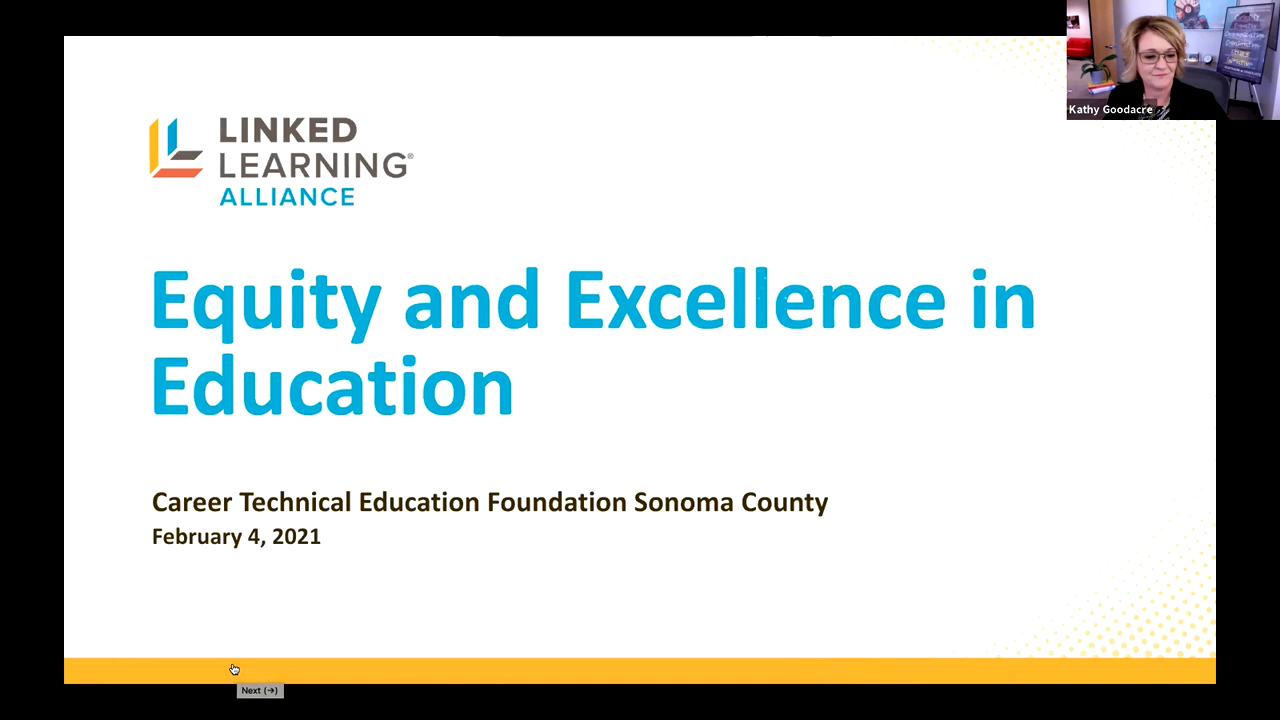 LINKED
LEARNING®
ALLIANCE
Kathy Goodacre
Equity and Excellence in
Education
Career Technical Education Foundation Sonoma County
February 4, 2021
Next (→)